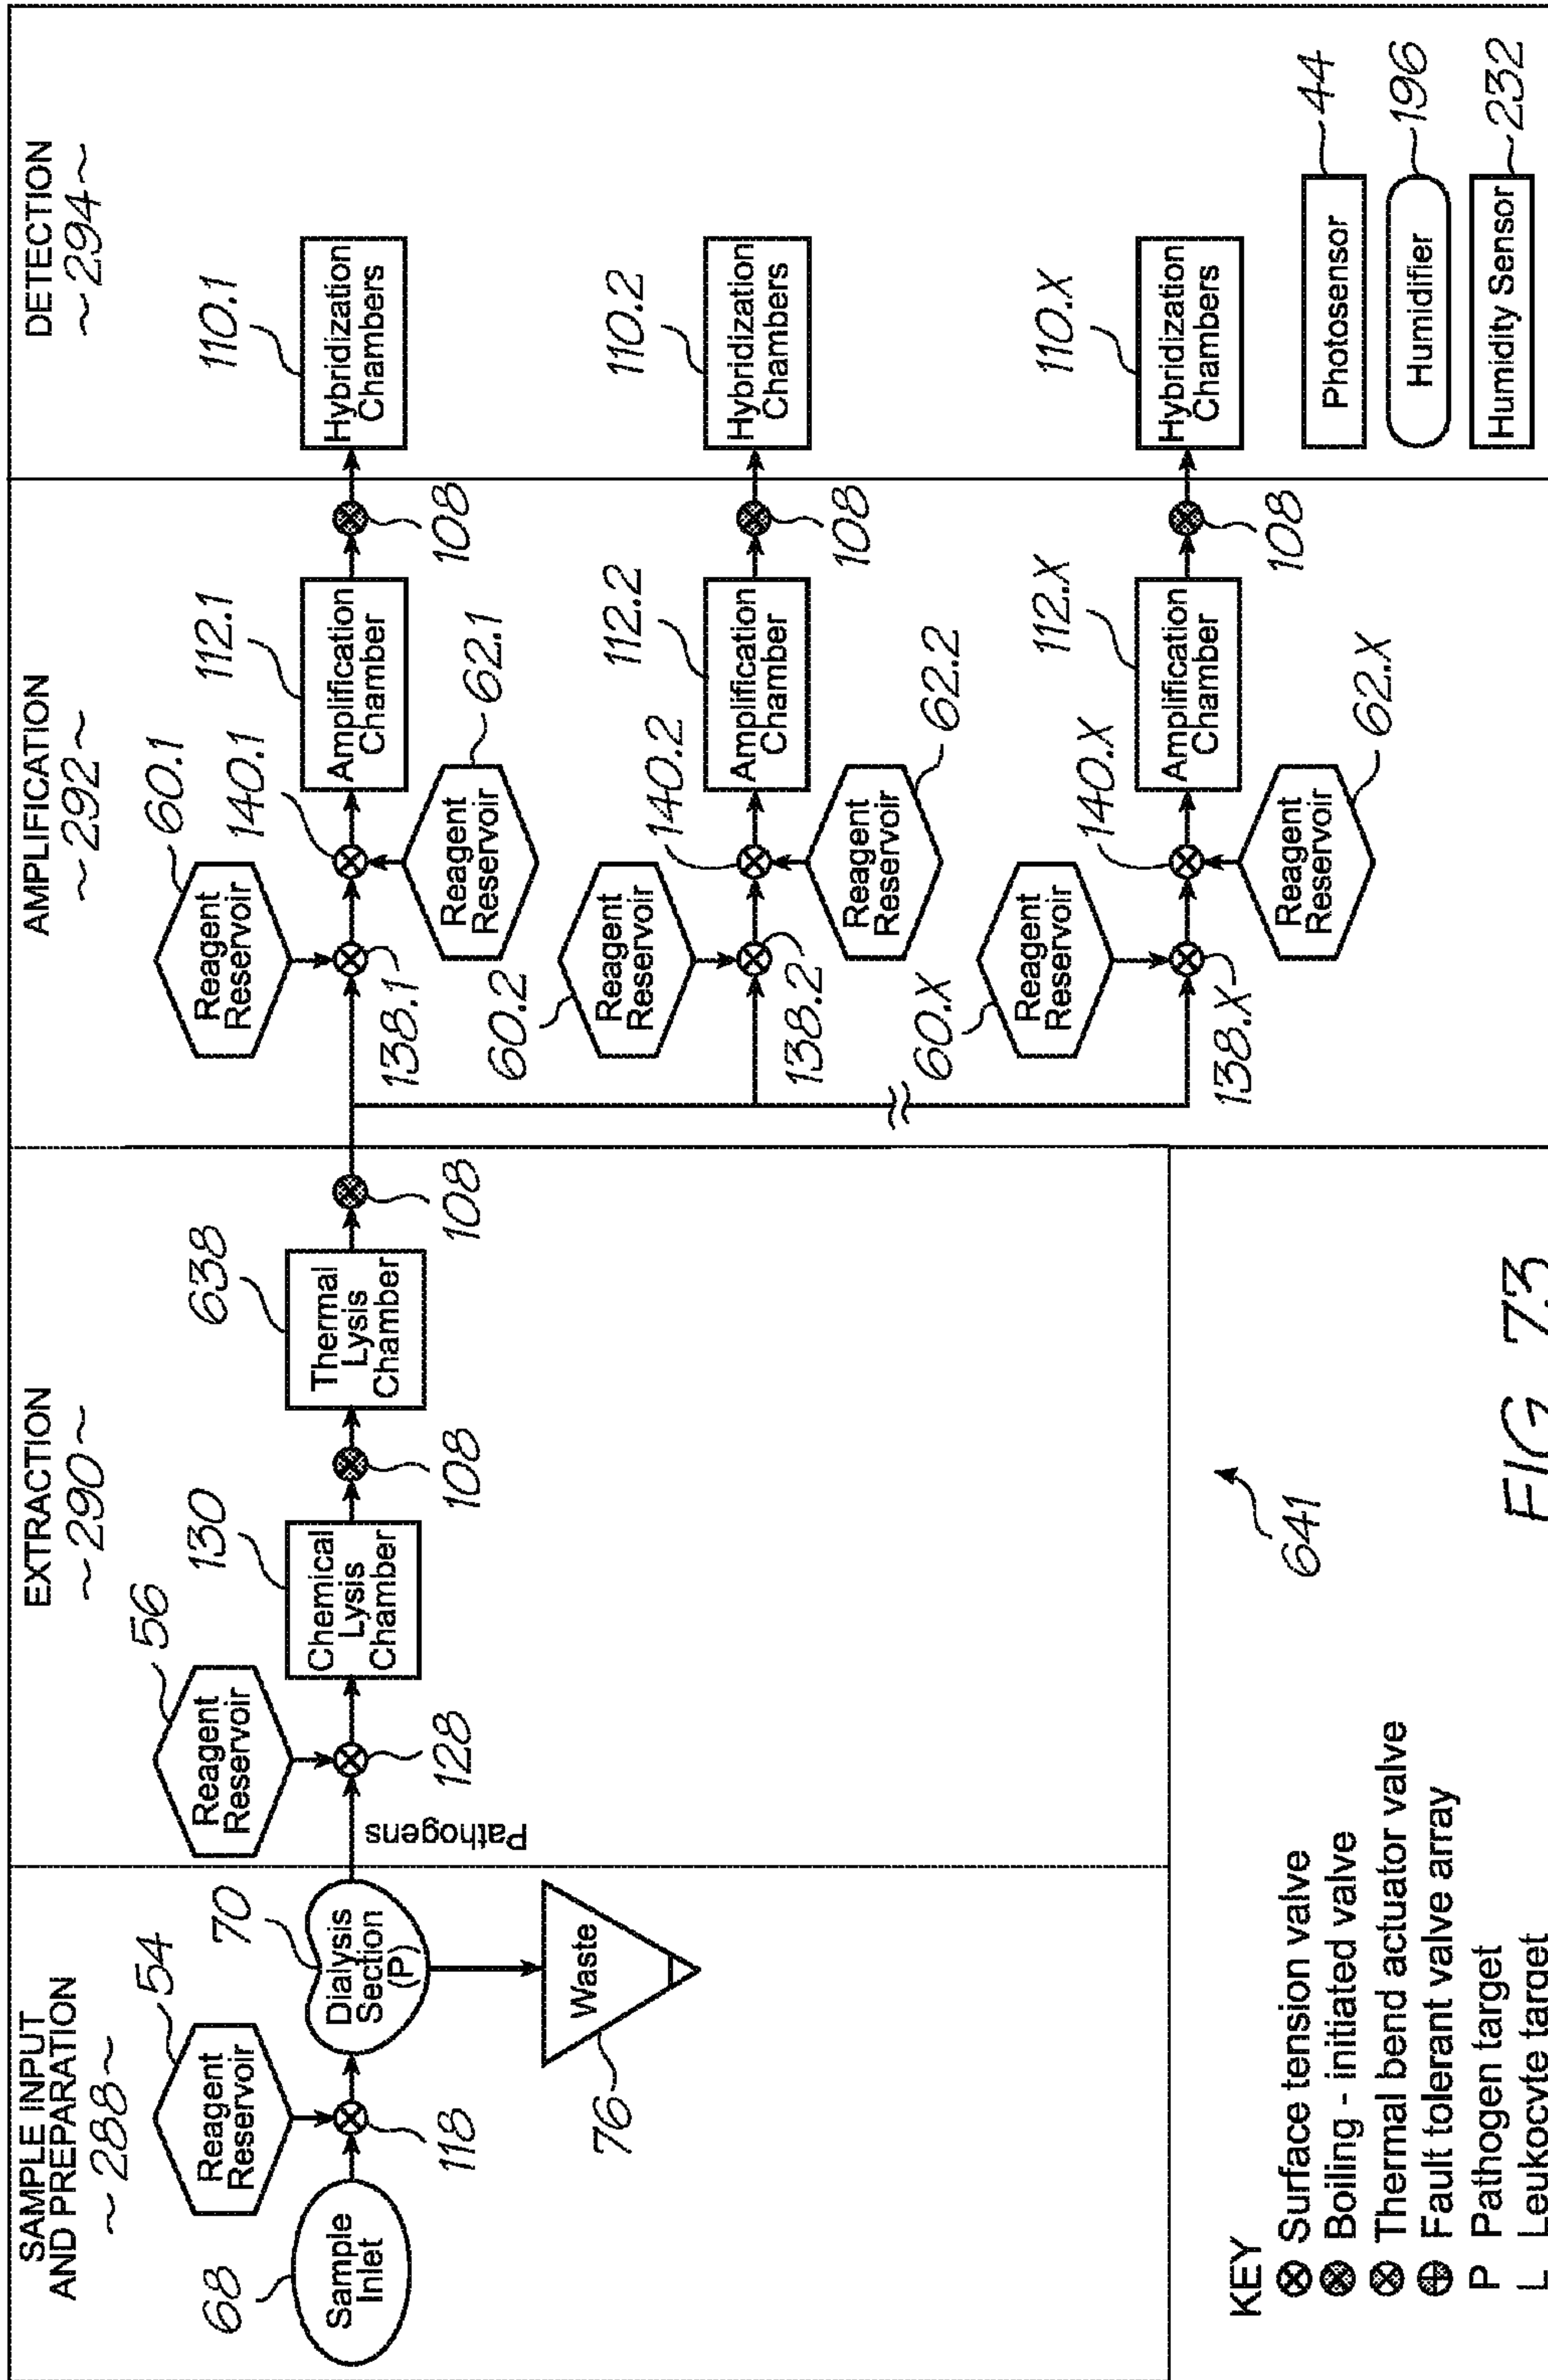 SAMPLE INPUT
AND PREPARATION
~288~
EXTRACTION
~290~
AMPLIFICATION
~292~
DETECTION
~294~
68
Sample
Inlet
54
Reagent
Reservoir
118
70
Dialysis
Section
(P)
Waste
76
Pathogens
56
Reagent
Reservoir
128
130
Chemical
Lysis
Chamber
108
638
Thermal
Lysis
Chamber
108
60.1
Reagent
Reservoir
138.1
140.1
Reagent
Reservoir
62.1
112.1
Amplification
Chamber
108
110.1
Hybridization
Chambers
60.2
Reagent
Reservoir
138.2
140.2
Reagent
Reservoir
62.2
112.2
Amplification
Chamber
108
110.2
Hybridization
Chambers
60.X
Reagent
Reservoir
138.X
140.X
Reagent
Reservoir
62.X
112.X
Amplification
Chamber
108
110.X
Hybridization
Chambers
Photosensor
44
Humidifier
196
Humidity Sensor
232
KEY
Surface tension valve
Boiling - initiated valve
Thermal bend actuator valve
Fault tolerant valve array
P Pathogen target
L Leukocyte target
641
FIG. 73